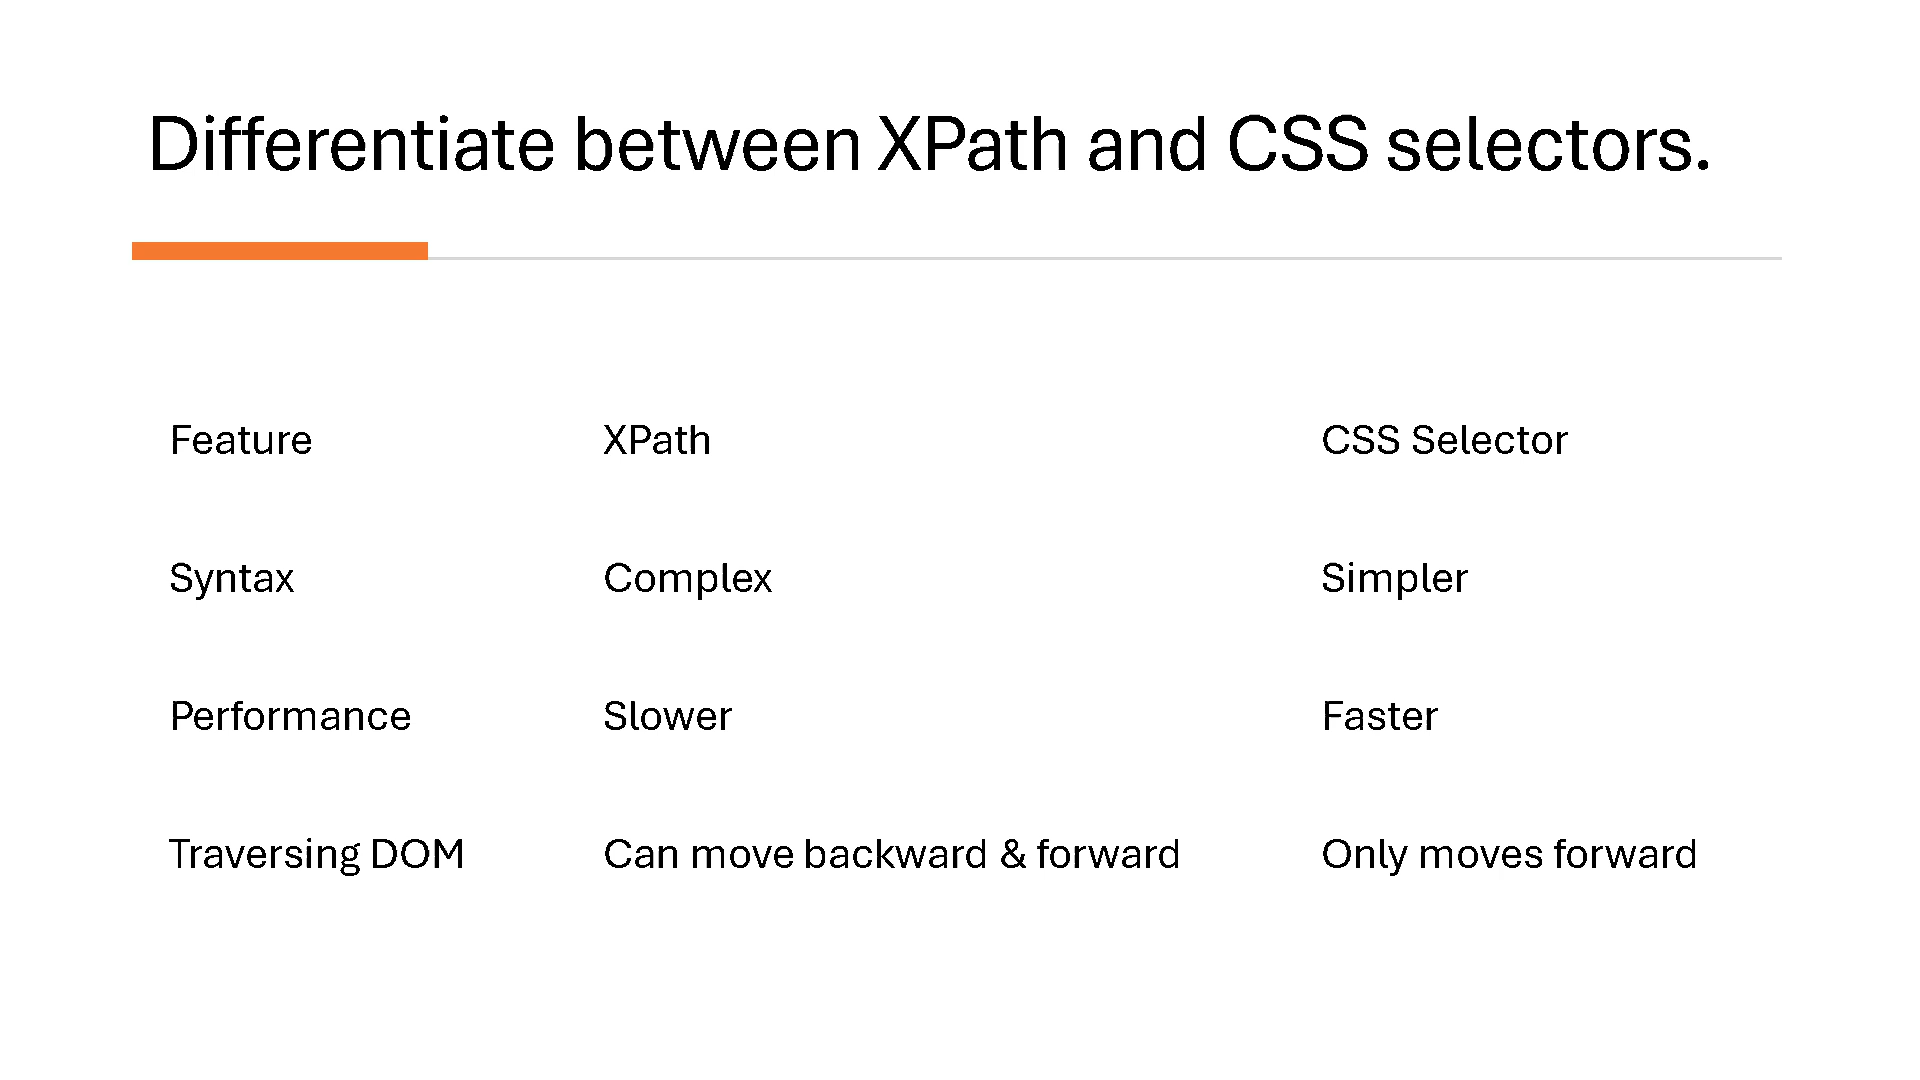 Differentiate between XPath and CSS selectors.
Feature XPath CSS Selector
Syntax Complex Simpler
Performance Slower Faster
Traversing DOM Can move backward & forward Only moves forward